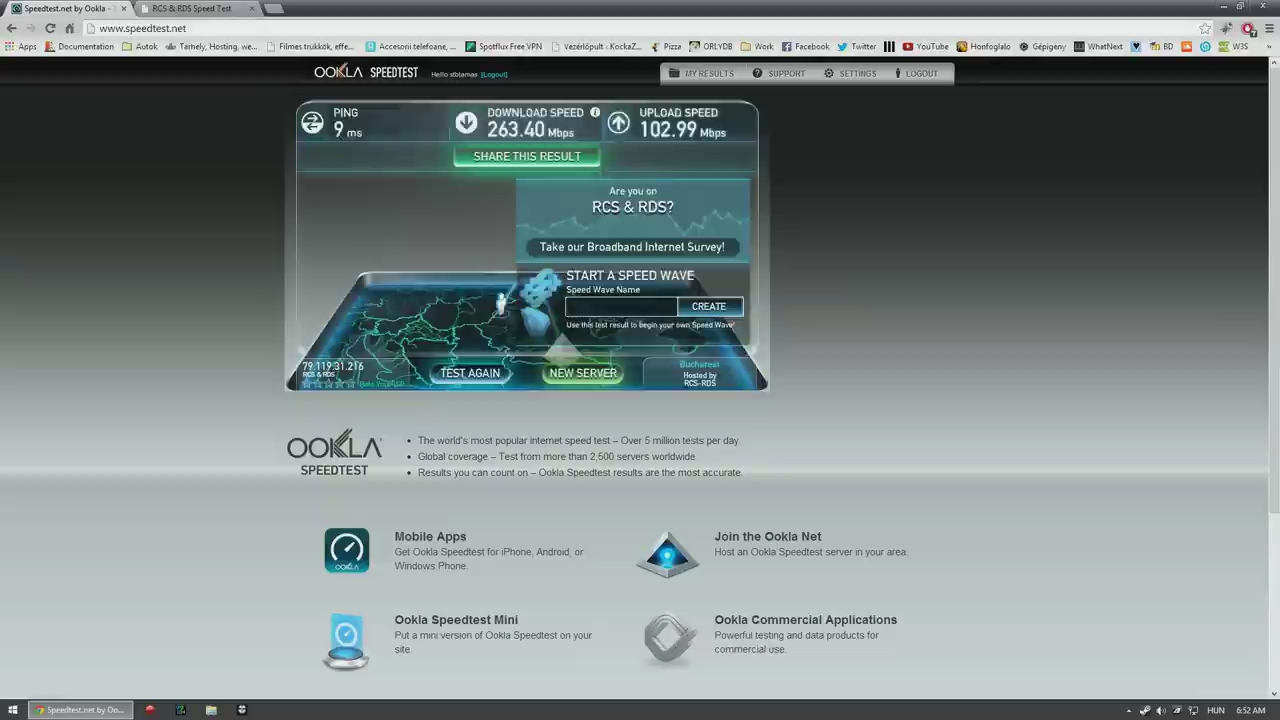 Speedtest.net by Ookla -
RCS & RDS Speed Test
www.speedtest.net
Apps
Documentation
Autok
Tárhely, Hosting, we...
Filmes trükkök, effe...
Accesorii telefoane, ...
Spotflux Free VPN
Vezérlőpult - KockaZ...
Pizza
ORLYDB
Work
Facebook
Twitter
YouTube
Honfoglalo
Gépigeny
WhatNext
BD
W3S
OOKLA SPEEDTEST
Hello stbtamas [Logout]
MY RESULTS
SUPPORT
SETTINGS
LOGOUT
PING
9 ms
DOWNLOAD SPEED
263.40 Mbps
UPLOAD SPEED
102.99 Mbps
SHARE THIS RESULT
Are you on
RCS & RDS?
Take our Broadband Internet Survey!
START A SPEED WAVE
Speed Wave Name
CREATE
Use this test result to begin your own Speed Wave!
79.119.31.216
RCS & RDS
Rate Your ISP
TEST AGAIN
NEW SERVER
Bucharest
Hosted by
RCS-RDS
OOKLA
SPEEDTEST
• The world's most popular internet speed test – Over 5 million tests per day
• Global coverage – Test from more than 2,500 servers worldwide
• Results you can count on – Ookla Speedtest results are the most accurate.
OOKLA
Mobile Apps
Get Ookla Speedtest for iPhone, Android, or
Windows Phone.
Join the Ookla Net
Host an Ookla Speedtest server in your area.
Ookla Speedtest Mini
Put a mini version of Ookla Speedtest on your
site.
Ookla Commercial Applications
Powerful testing and data products for
commercial use.
Speedtest.net by Oo...
HUN
6:52 AM